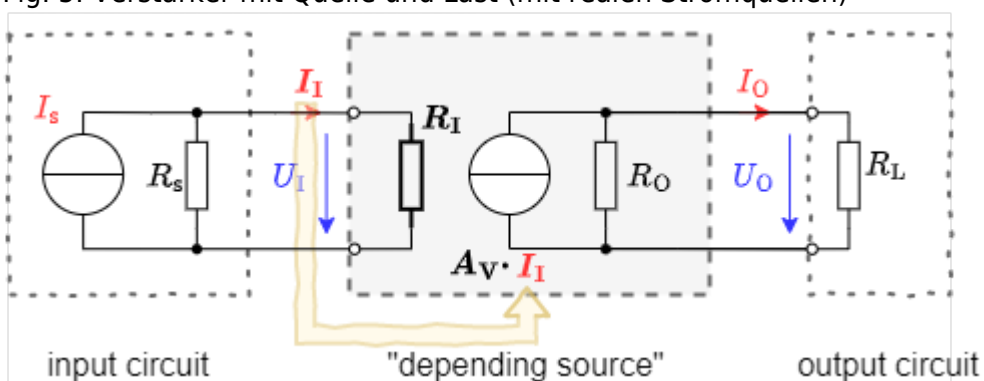 Fig. 5: Verstärker mit Quelle und Last (mit realen Stromquellen)
I_s
R_s
I_I
U_I
R_I
A_V · I_I
R_O
I_O
U_O
R_L
input circuit
"depending source"
output circuit